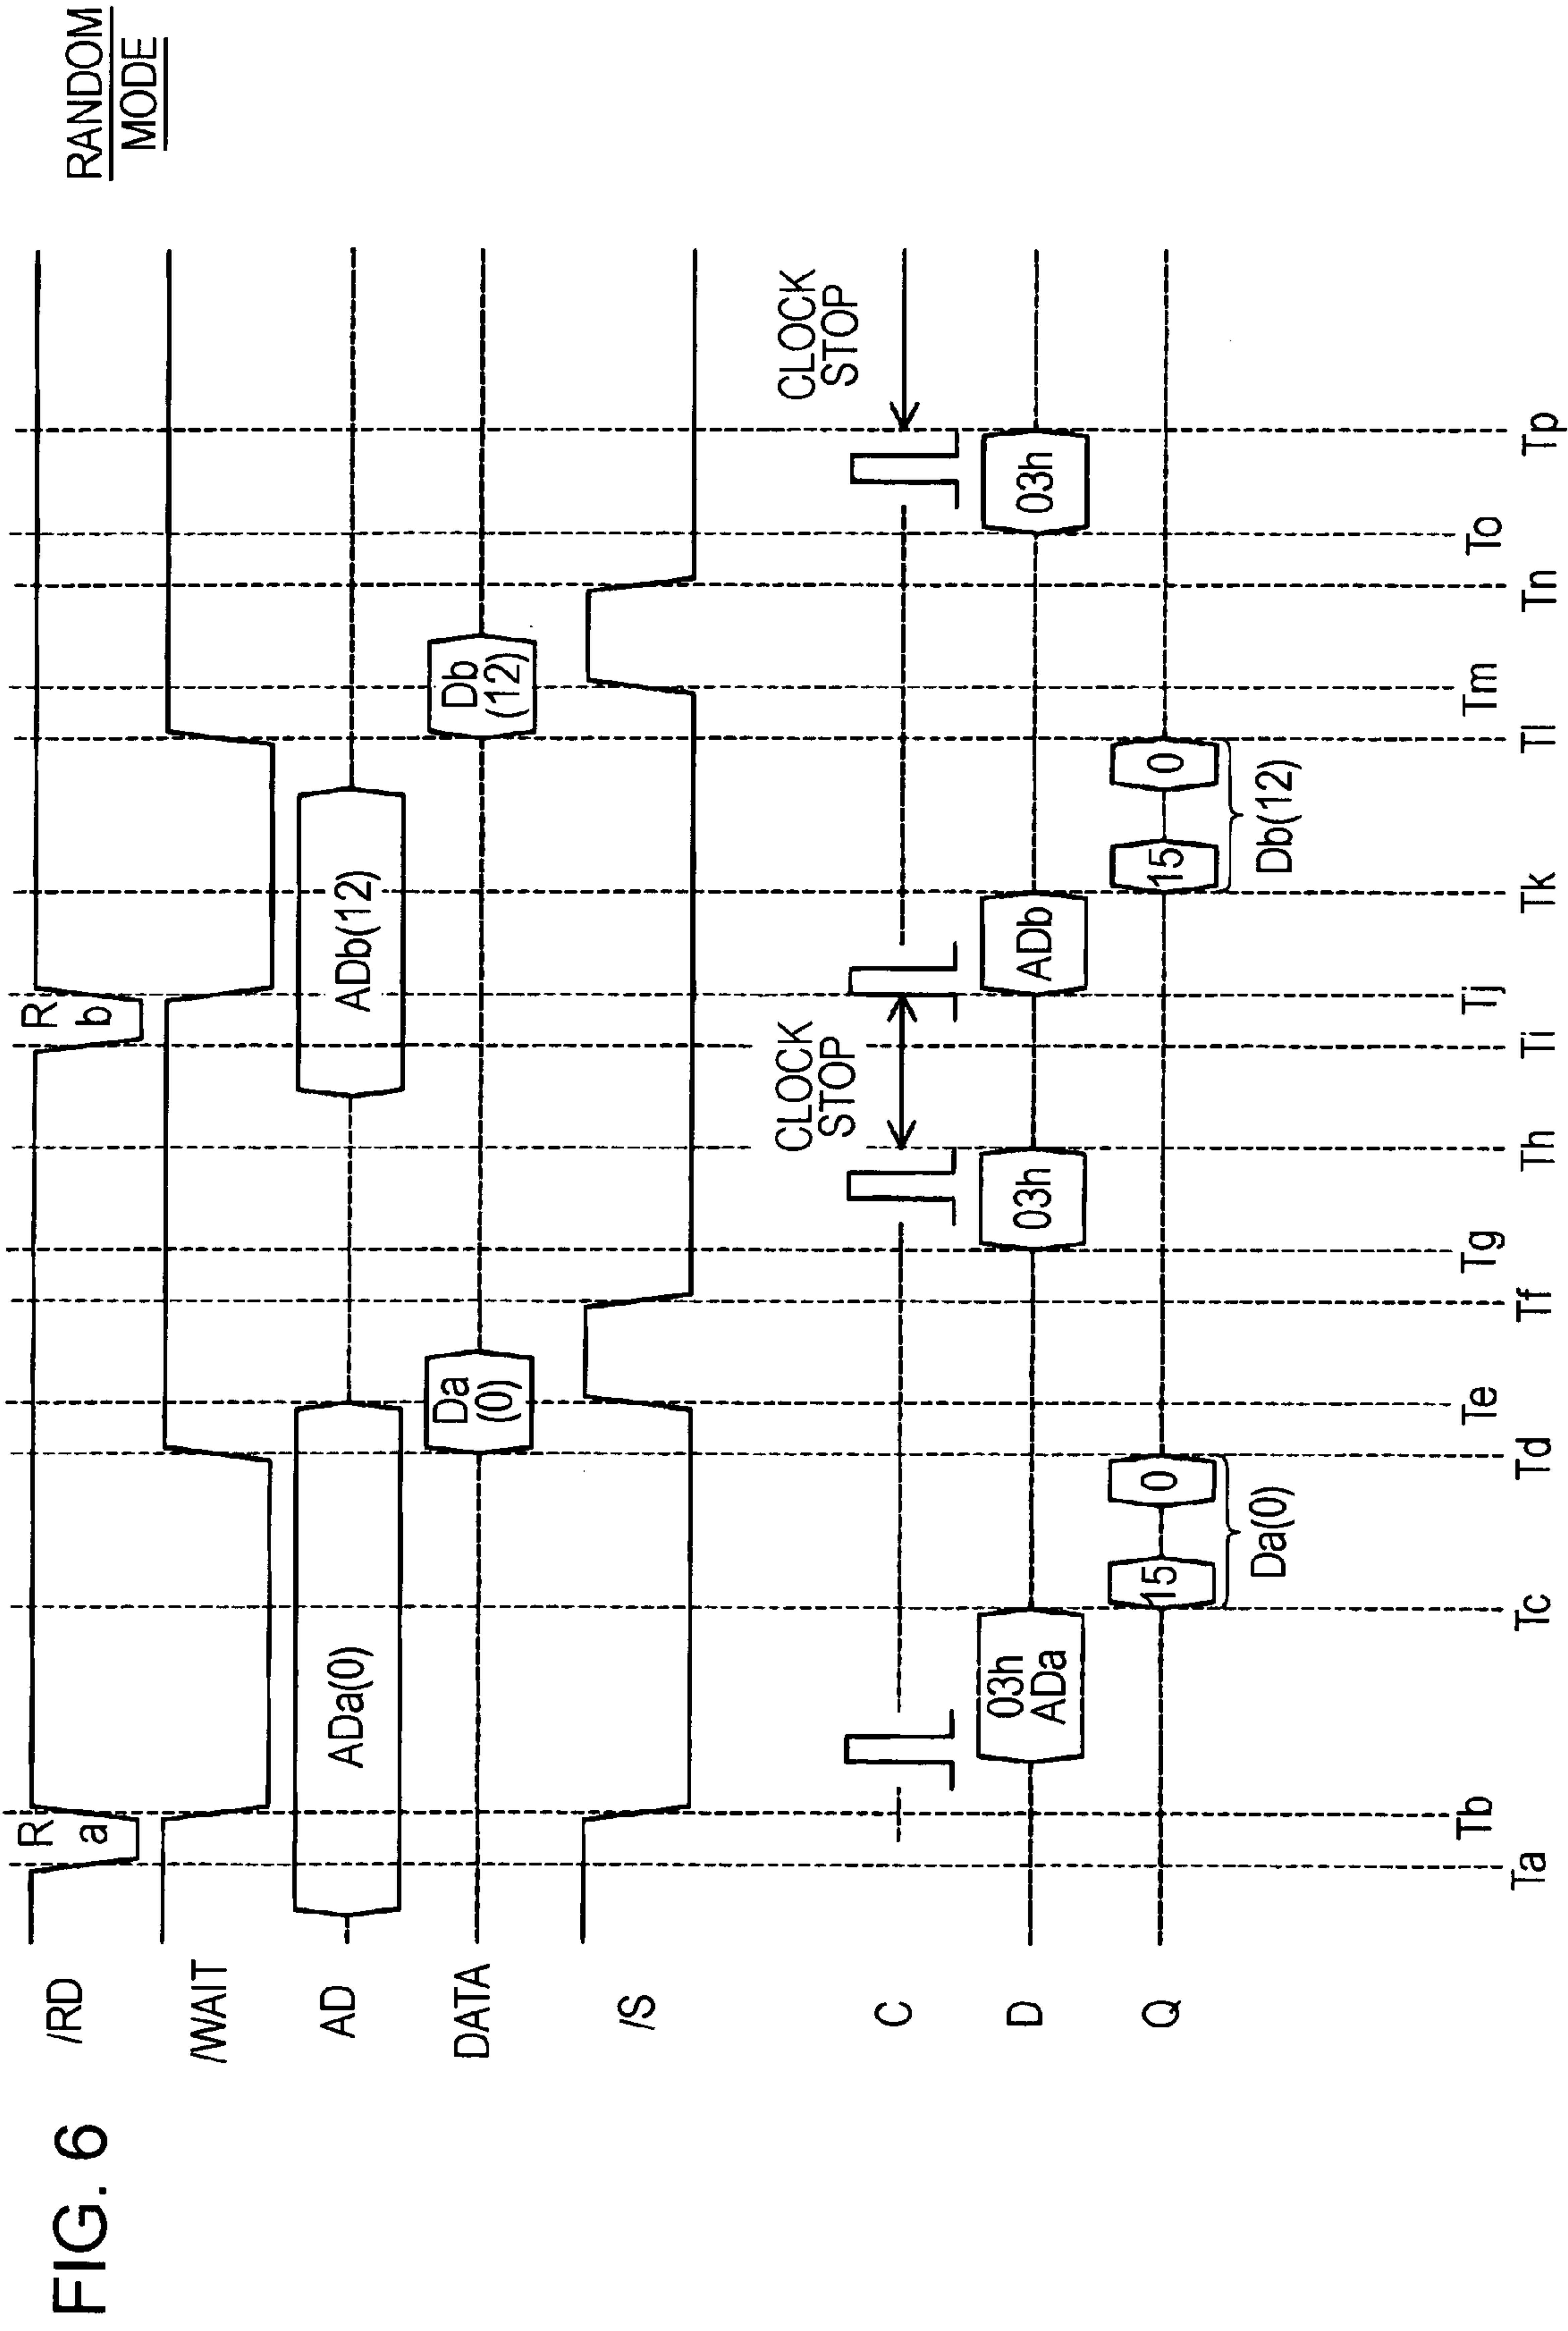 FIG. 6
RANDOM
MODE
/RD
R
a
R
b
/WAIT
AD
ADa(0)
ADb(12)
DATA
Da
(0)
Db
(12)
/S
C
CLOCK
STOP
CLOCK
STOP
D
03h
ADa
03h
ADb
03h
Q
15
0
15
0
Da(0)
Db(12)
Ta
Tb
Tc
Td
Te
Tf
Tg
Th
Ti
Tj
Tk
Tl
Tm
Tn
To
Tp